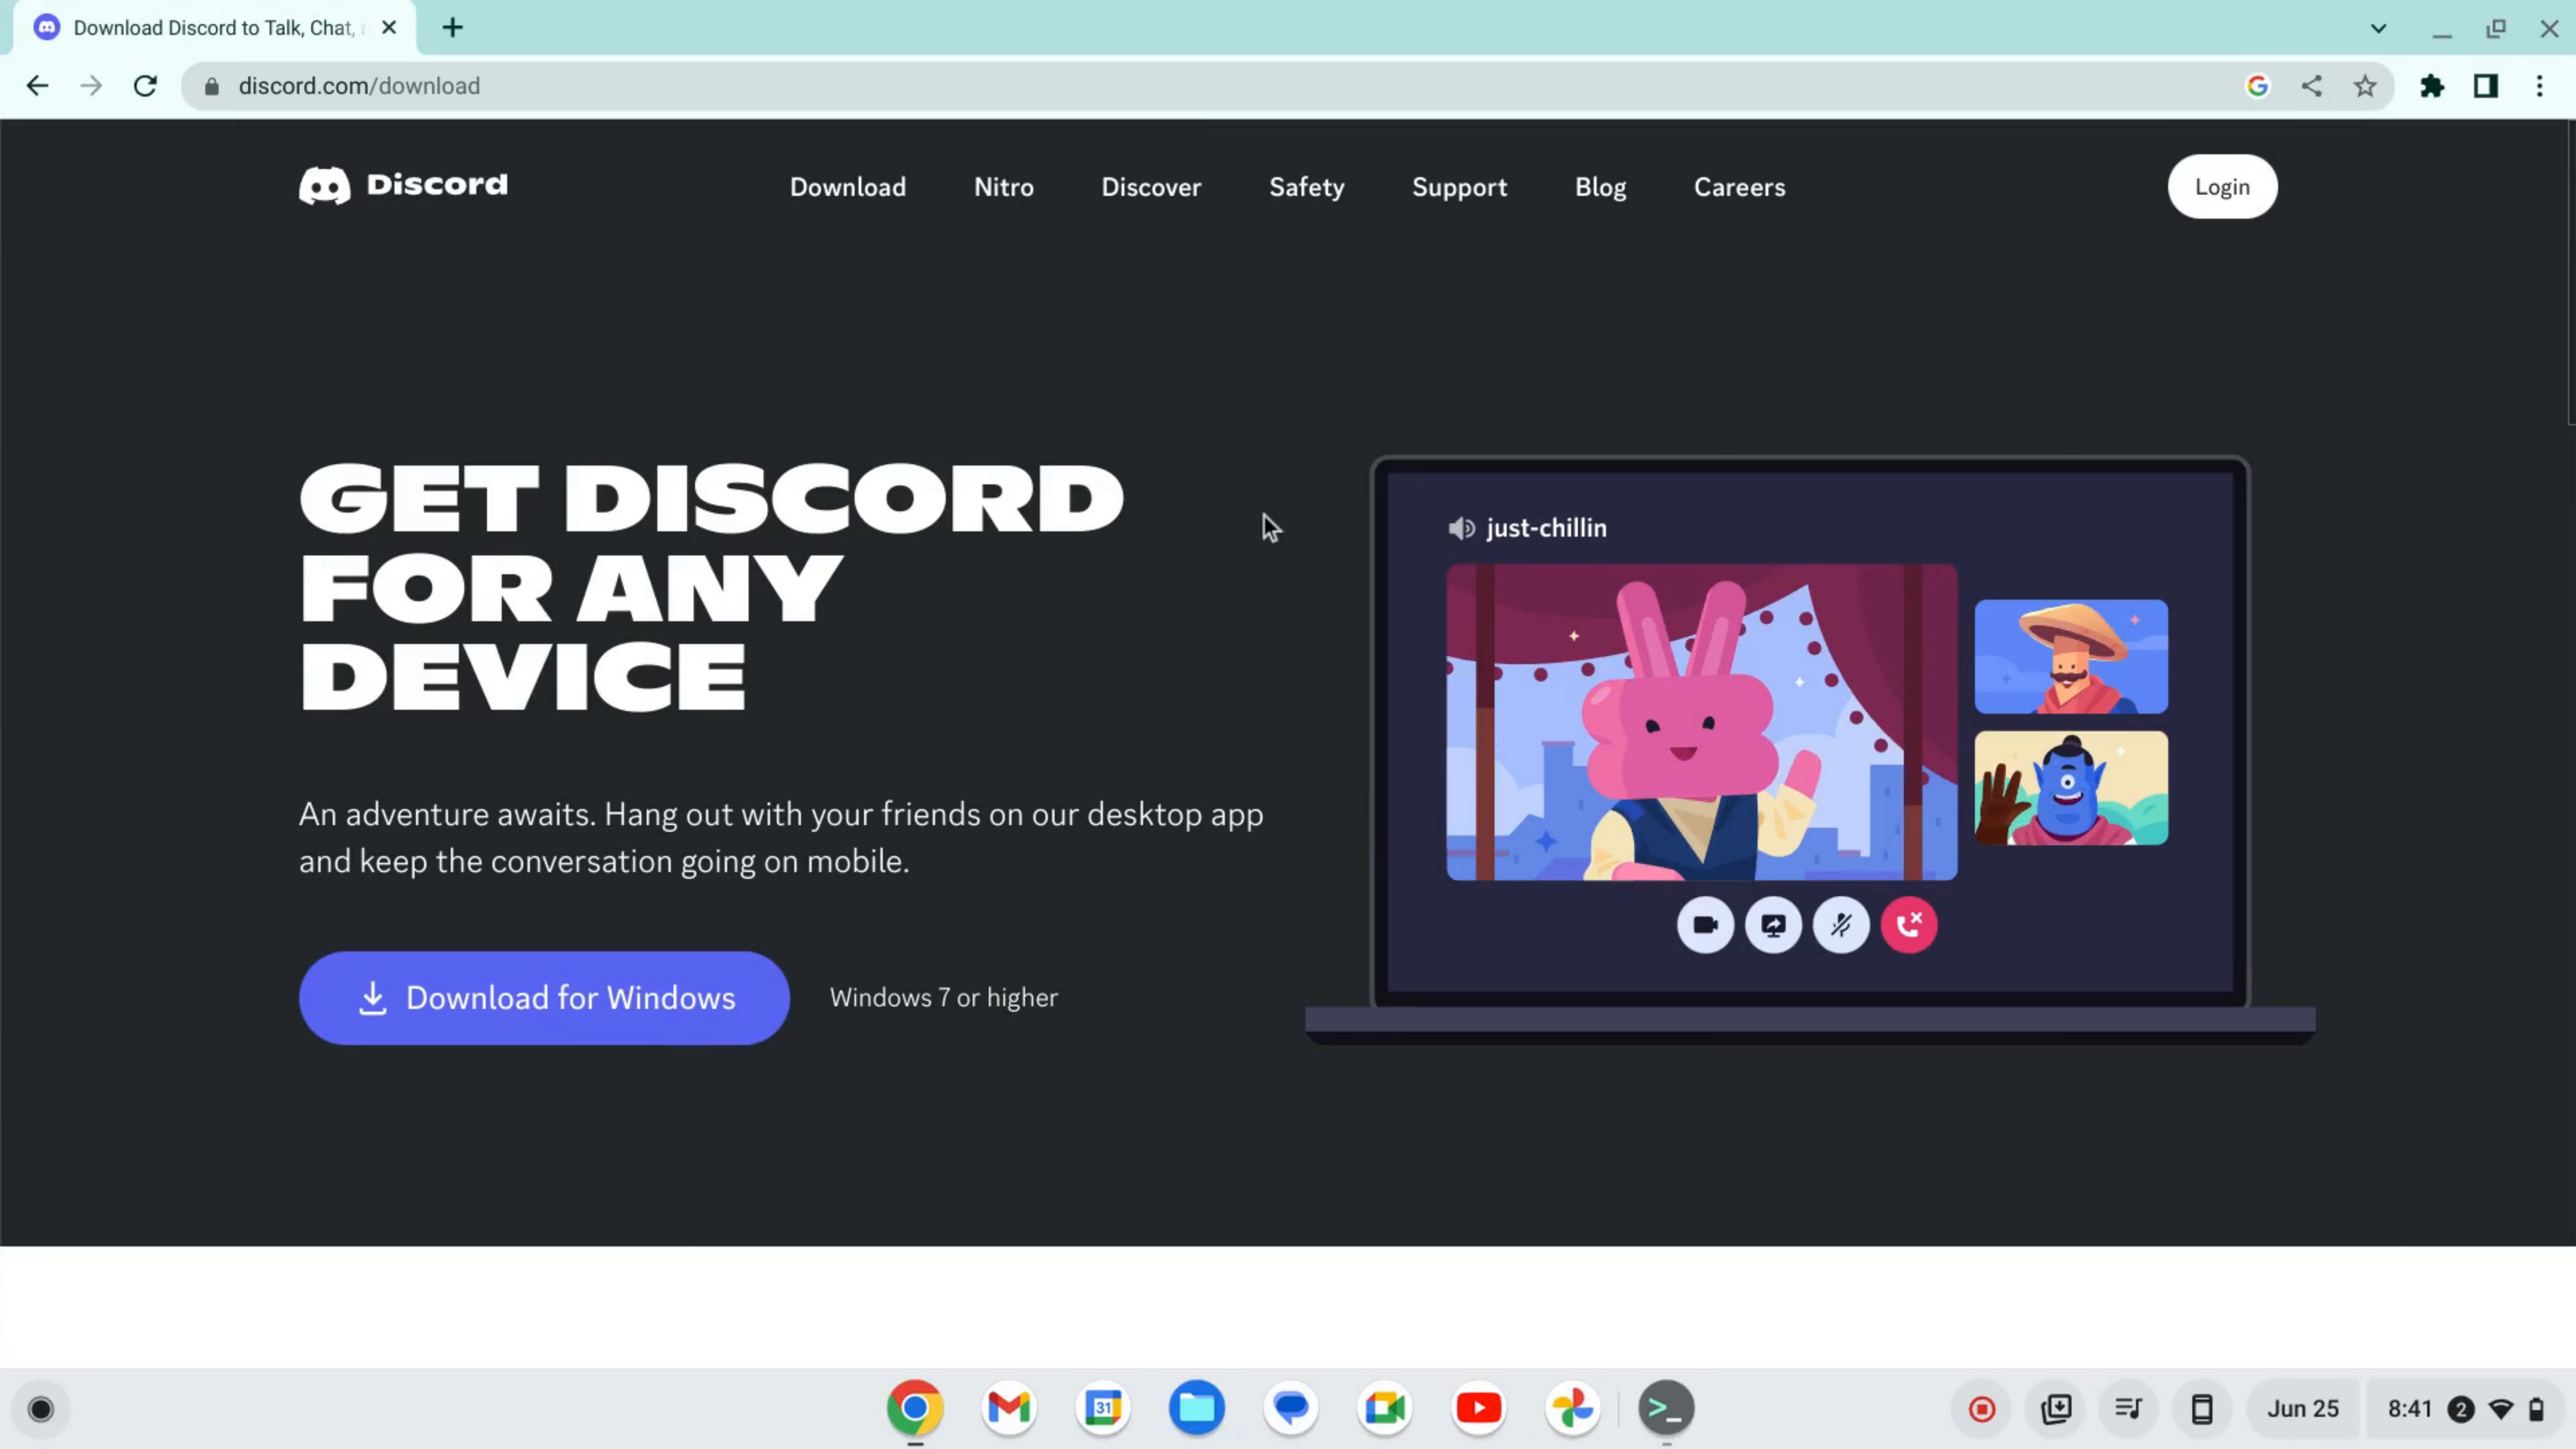 Download Discord to Talk, Chat,
discord.com/download
Discord
Download Nitro Discover Safety Support Blog Careers
Login
GET DISCORD
FOR ANY
DEVICE
just-chillin
An adventure awaits. Hang out with your friends on our desktop app
and keep the conversation going on mobile.
Download for Windows
Windows 7 or higher
31
>_
Jun 25
8:41 2